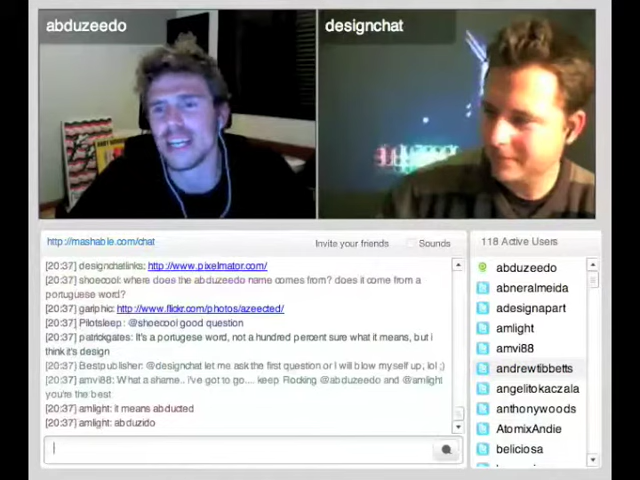 abduzeedo
designchat
http://mashable.com/chat
Invite your friends
Sounds
118 Active Users
[20:37] designchatlinks: http://www.pixelmator.com/
[20:37] shoecool: where does the abduzeedo name comes from? does it come from a
portuguese word?
[20:37] gariphic: http://www.flickr.com/photos/azeected/
[20:37] Pilotsleep: @shoecool good question
[20:37] patrickgates: It's a portugese word, not a hundred percent sure what it means, but i
think it's design
[20:37] Bestpublisher: @designchat let me ask the first question or I will blow myself up, lol ;)
[20:37] amvi88: What a shame.. i've got to go... keep Rocking @abduzeedo and @amlight
you're the best
[20:37] amlight: it means abducted
[20:37] amlight: abduzido
abduzeedo
abneralmeida
adesignapart
amlight
amvi88
andrewtibbetts
angelitokaczala
anthonywoods
AtomixAndie
beliciosa